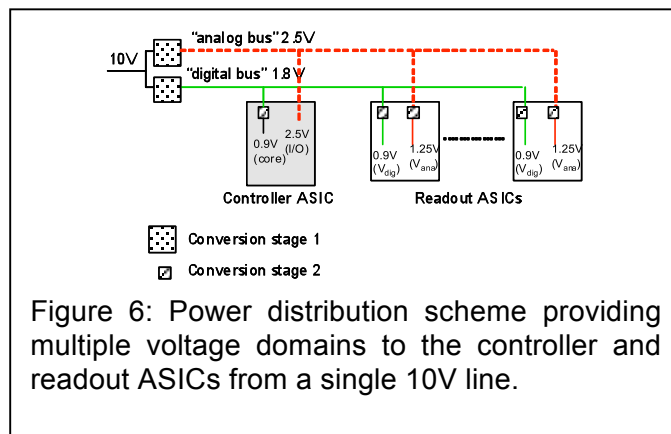 "analog bus" 2.5V
10V
"digital bus" 1.8V
0.9V
(core)
2.5V
(I/O)
0.9V
(Vdig)
1.25V
(Vana)
0.9V
(Vdig)
1.25V
(Vana)
Controller ASIC
Readout ASICs
Conversion stage 1
Conversion stage 2
Figure 6: Power distribution scheme providing
multiple voltage domains to the controller and
readout ASICs from a single 10V line.